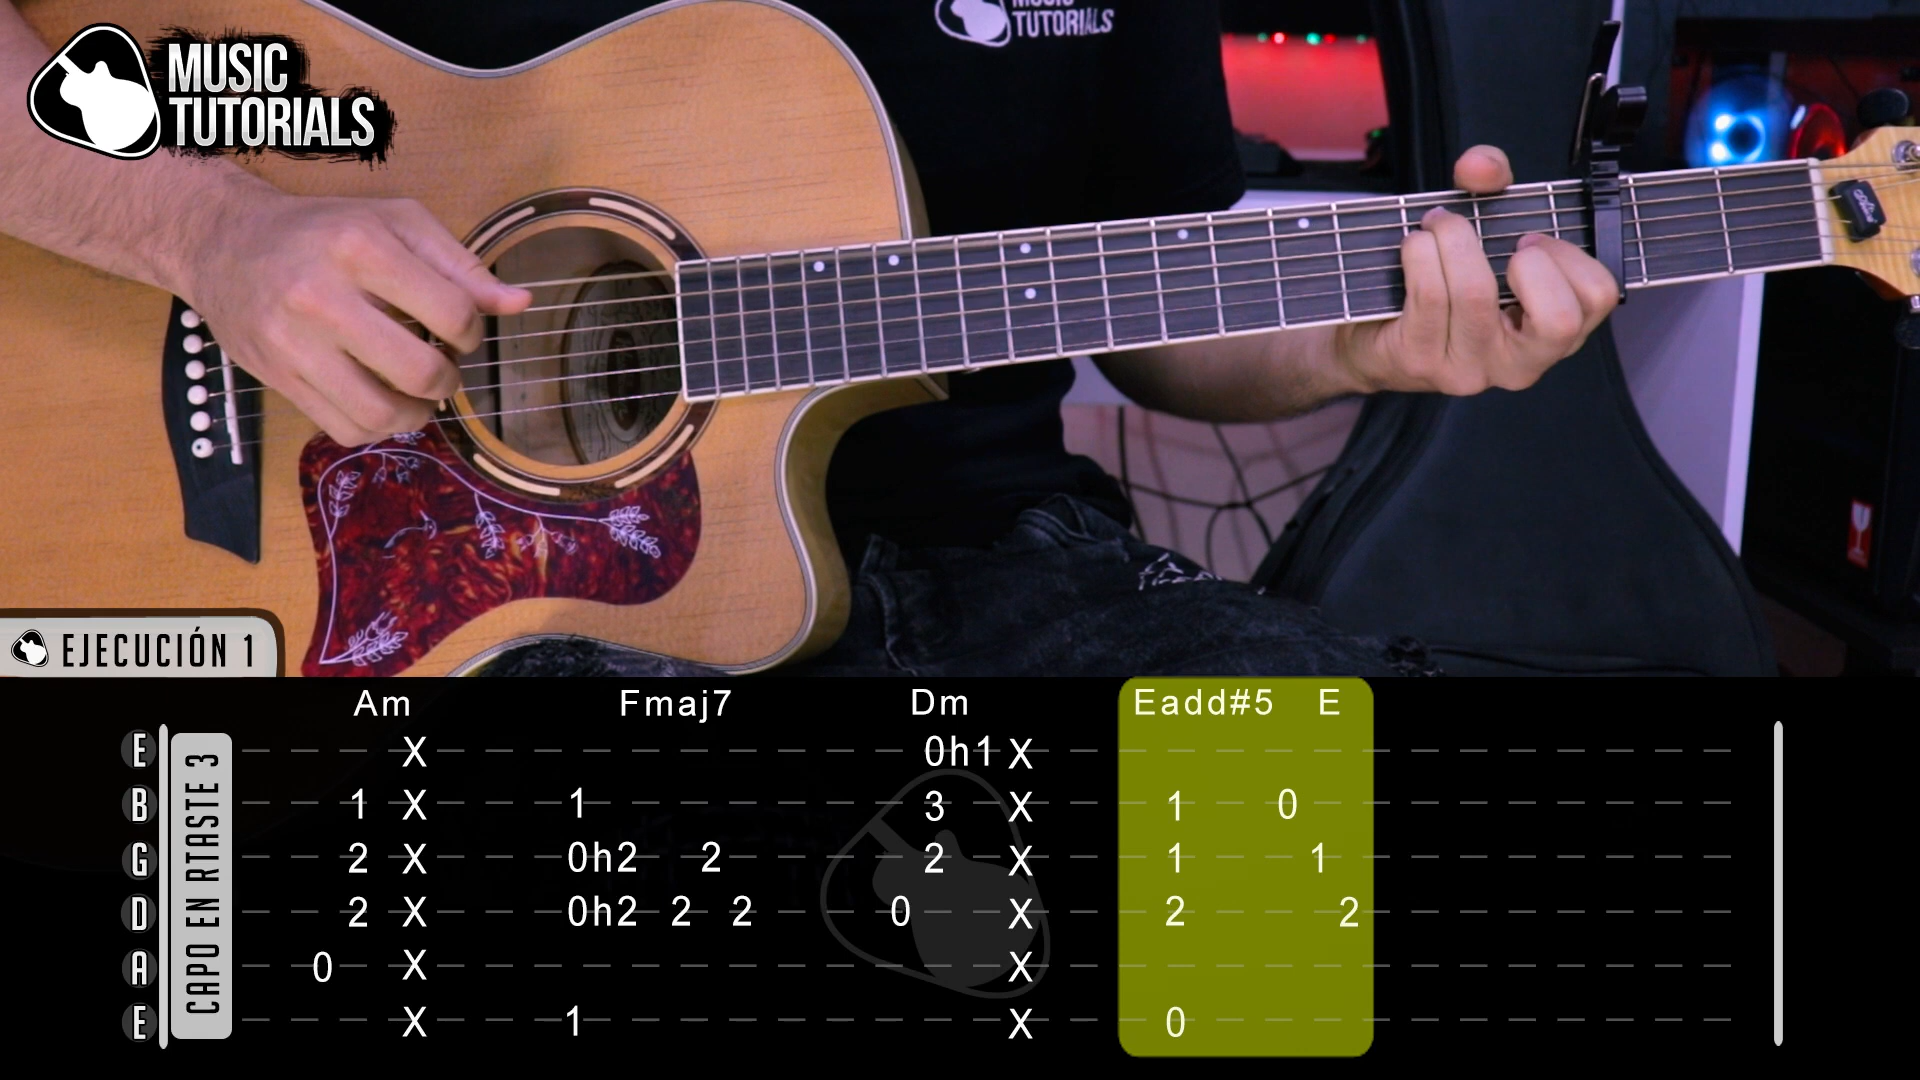 MUSIC
TUTORIALS
MUSIC
TUTORIALS
EJECUCIÓN 1
Am Fmaj7 Dm Eadd#5 E
E X 0h1 X
B 1 X 1 3 X 1 0
G 2 X 0h2 2 2 X 1 1
D 2 X 0h2 2 2 0 X 2 2
A 0 X X
E X 1 X 0
CAPO EN RTASTE 3